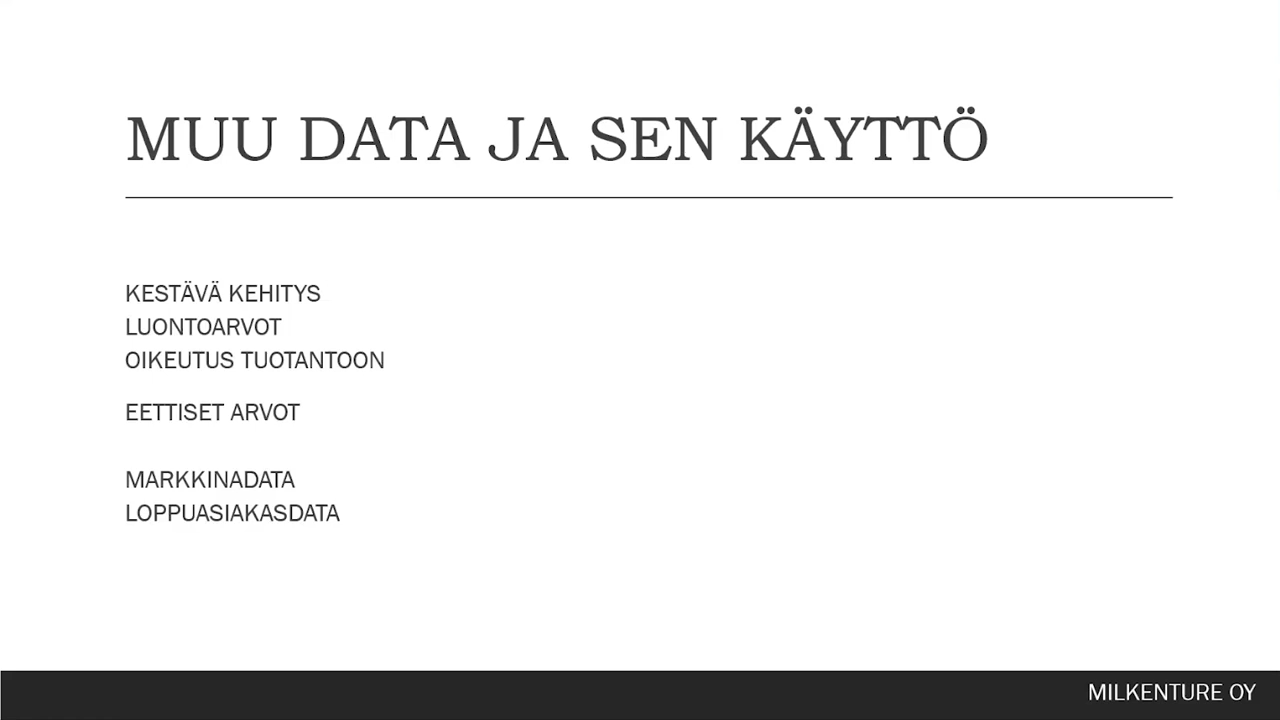 MUU DATA JA SEN KÄYTTÖ
KESTÄVÄ KEHITYS
LUONTOARVOT
OIKEUTUS TUOTANTOON
EETTISET ARVOT
MARKKINADATA
LOPPUASIAKASDATA
MILKENTURE OY